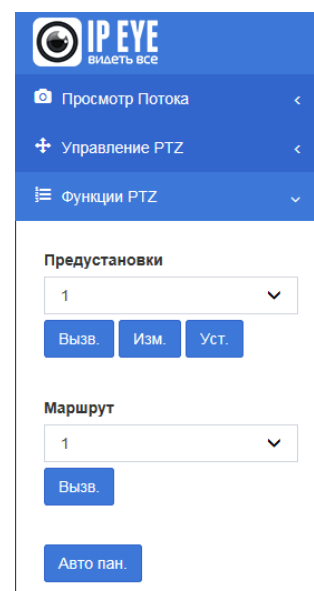 IP EYE
видеть все
Просмотр Потока
Управление PTZ
Функции PTZ
Предустановки
1
Вызв. Изм. Уст.
Маршрут
1
Вызв.
Авто пан.